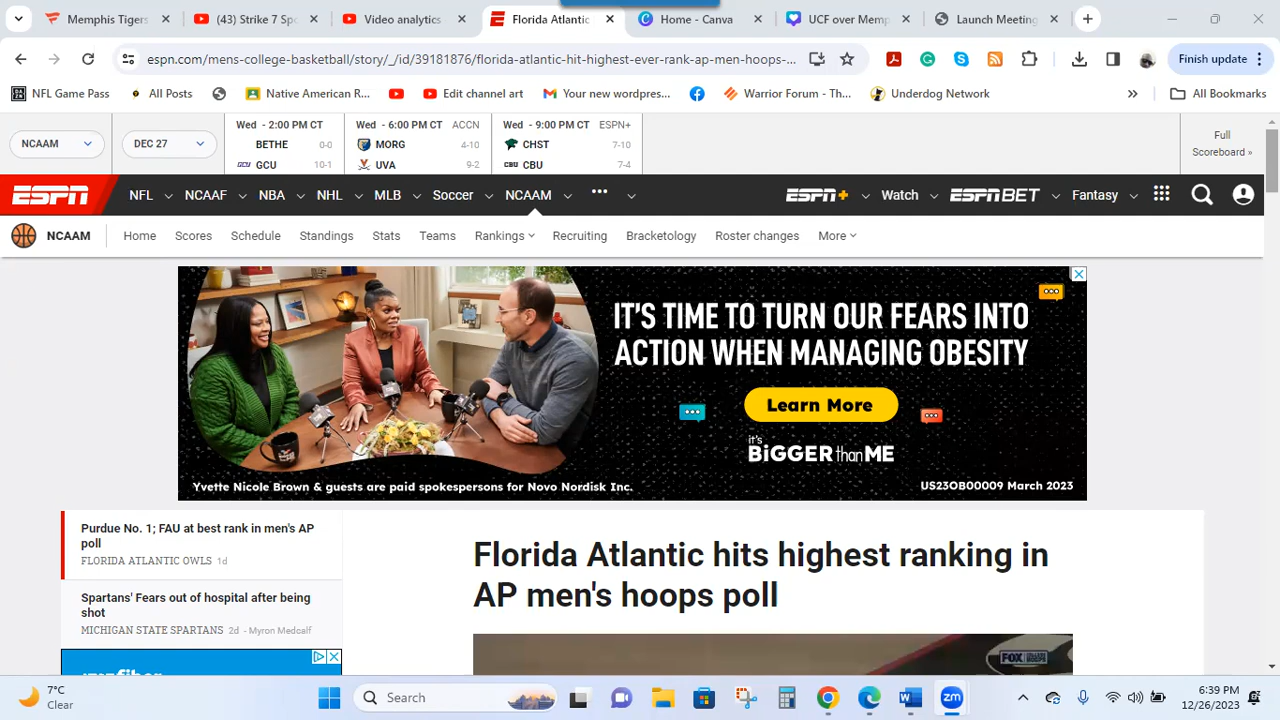 Memphis Tigers
(49) Strike 7 Spo
Video analytics
Florida Atlantic
Home - Canva
UCF over Memp
Launch Meeting
espn.com/mens-college-basketball/story/_/id/39181876/florida-atlantic-hit-highest-ever-rank-ap-men-hoops-...
Finish update
NFL Game Pass
All Posts
Native American R...
Edit channel art
Your new wordpres...
Warrior Forum - Th...
Underdog Network
All Bookmarks
NCAAM
DEC 27
Wed - 2:00 PM CT
BETHE 0-0
GCU 10-1
Wed - 6:00 PM CT ACCN
MORG 4-10
UVA 9-2
Wed - 9:00 PM CT ESPN+
CHST 7-10
CBU 7-4
Full
Scoreboard »
ESPN NFL NCAAF NBA NHL MLB Soccer NCAAM ••• ESPN+ Watch ESPN BET Fantasy
NCAAM Home Scores Schedule Standings Stats Teams Rankings Recruiting Bracketology Roster changes More
IT'S TIME TO TURN OUR FEARS INTO
ACTION WHEN MANAGING OBESITY
Learn More
it's
BiGGER than ME
Yvette Nicole Brown & guests are paid spokespersons for Novo Nordisk Inc.
US23OB00009 March 2023
Purdue No. 1; FAU at best rank in men's AP
poll
FLORIDA ATLANTIC OWLS 1d
Spartans' Fears out of hospital after being
shot
MICHIGAN STATE SPARTANS 2d - Myron Medcalf
Florida Atlantic hits highest ranking in
AP men's hoops poll
FOX
7°C
Clear
Search
zm
6:39 PM
12/26/2023